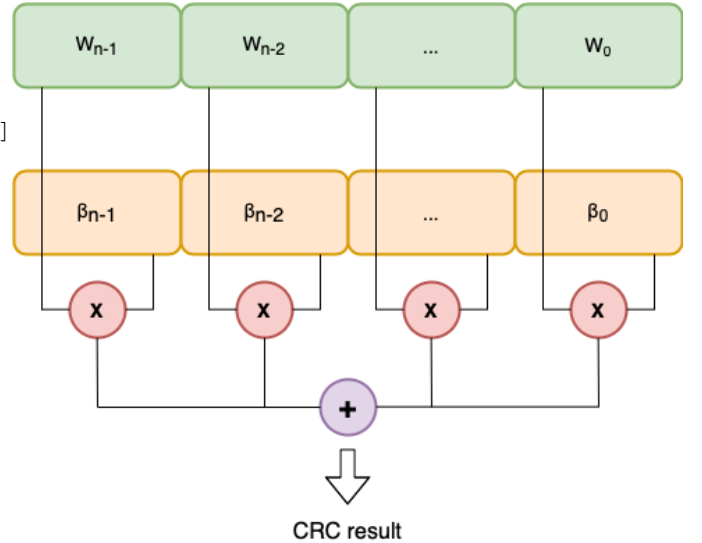 Wn-1 Wn-2 ... W0
]
βn-1 βn-2 ... β0
x x x x
+
CRC result